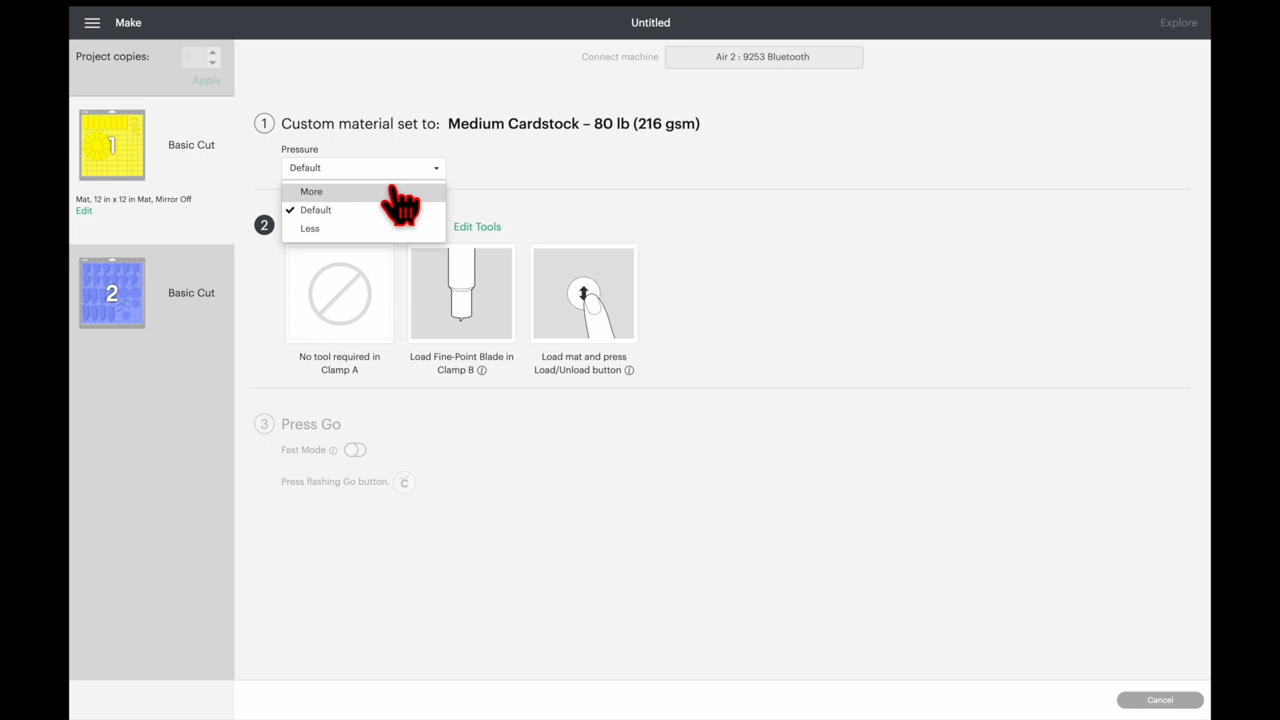 Make
Untitled
Explore
Project copies:
1
Apply
Connect machine
Air 2 : 9253 Bluetooth
1
Basic Cut
Mat, 12 in x 12 in Mat, Mirror Off
Edit
2
Basic Cut
1 Custom material set to: Medium Cardstock – 80 lb (216 gsm)
Pressure
Default
More
Default
Less
2
Edit Tools
No tool required in
Clamp A
Load Fine-Point Blade in
Clamp B
Load mat and press
Load/Unload button
3 Press Go
Fast Mode
Press flashing Go button.
Cancel